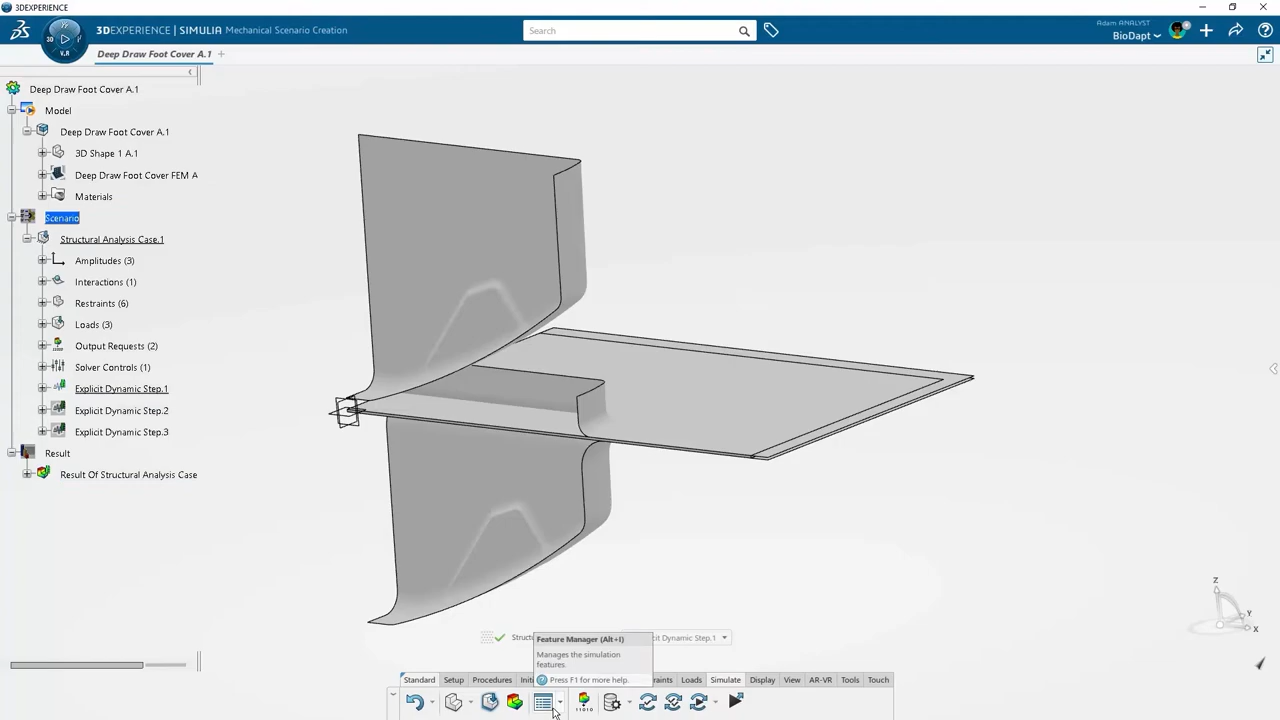 3DEXPERIENCE
3DEXPERIENCE | SIMULIA Mechanical Scenario Creation
Search
Adam ANALYST
BioDapt
3D
V.R
Deep Draw Foot Cover A.1
Deep Draw Foot Cover A.1
Model
Deep Draw Foot Cover A.1
3D Shape 1 A.1
Deep Draw Foot Cover FEM A
Materials
Scenario
Structural Analysis Case.1
Amplitudes (3)
Interactions (1)
Restraints (6)
Loads (3)
Output Requests (2)
Solver Controls (1)
Explicit Dynamic Step.1
Explicit Dynamic Step.2
Explicit Dynamic Step.3
Result
Result Of Structural Analysis Case
Z
Y
X
Struct
Feature Manager (Alt+I)
Manages the simulation
features.
Press F1 for more help.
xplicit Dynamic Step.1
Standard Setup Procedures Initi raints Loads Simulate Display View AR-VR Tools Touch
11010